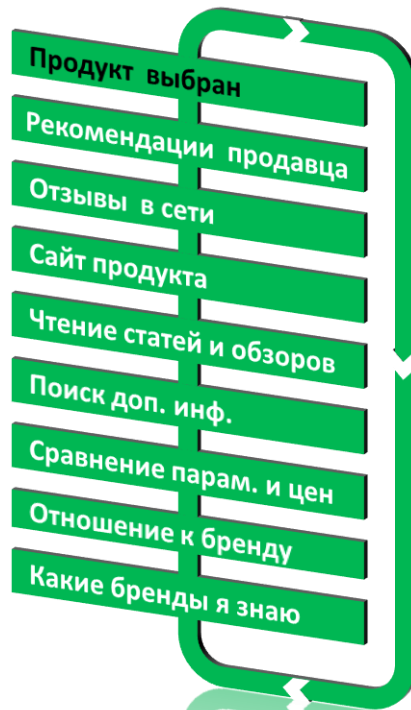 Продукт выбран
Рекомендации продавца
Отзывы в сети
Сайт продукта
Чтение статей и обзоров
Поиск доп. инф.
Сравнение парам. и цен
Отношение к бренду
Какие бренды я знаю